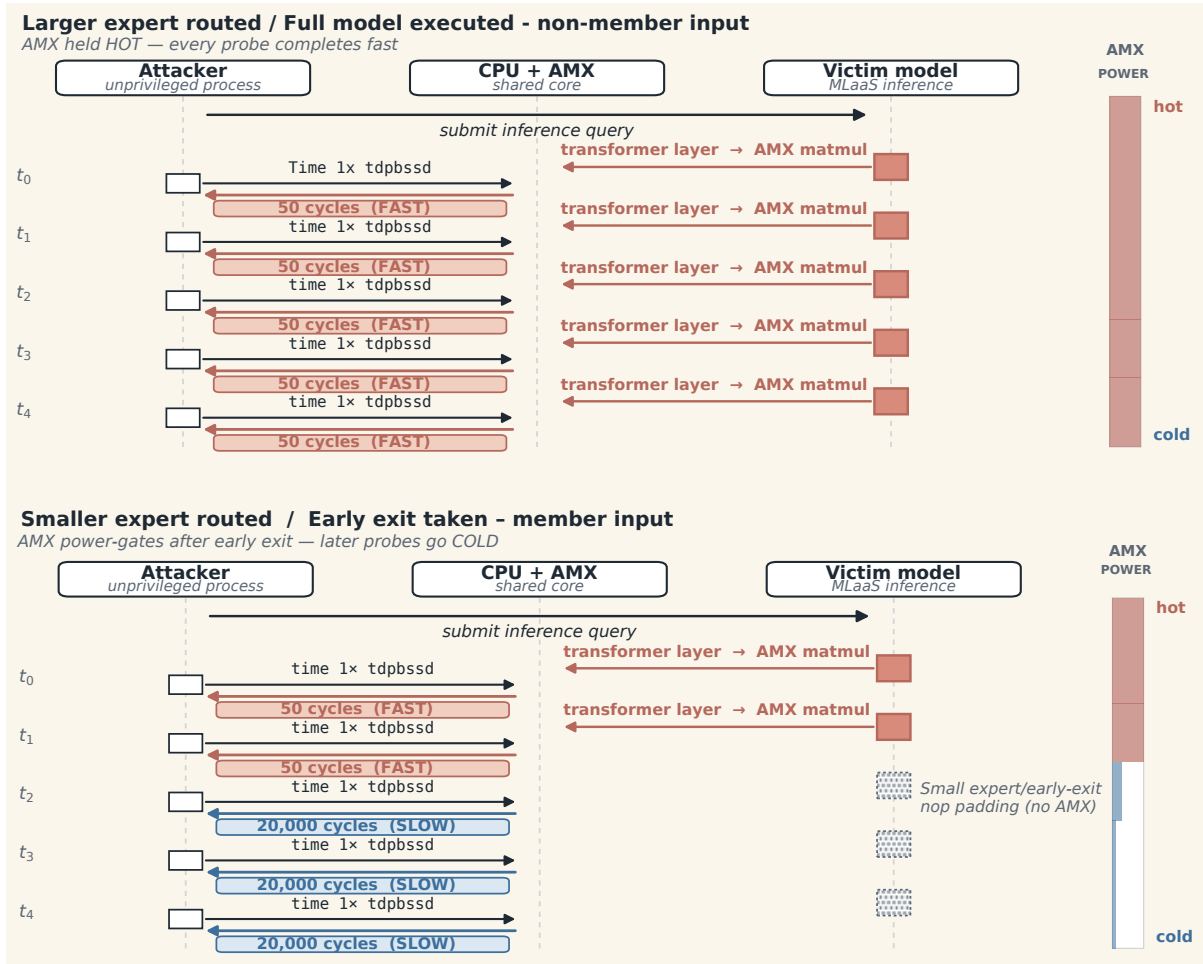 Larger expert routed / Full model executed - non-member input
AMX held HOT — every probe completes fast
AMX
POWER
Attacker
unprivileged process
CPU + AMX
shared core
Victim model
MLaaS inference
hot
submit inference query
transformer layer → AMX matmul
t0
Time 1x tdpbssd
50 cycles (FAST)
transformer layer → AMX matmul
t1
time 1× tdpbssd
50 cycles (FAST)
transformer layer → AMX matmul
t2
time 1× tdpbssd
50 cycles (FAST)
transformer layer → AMX matmul
t3
time 1× tdpbssd
50 cycles (FAST)
transformer layer → AMX matmul
t4
time 1× tdpbssd
50 cycles (FAST)
cold
Smaller expert routed / Early exit taken – member input
AMX power-gates after early exit — later probes go COLD
AMX
POWER
Attacker
unprivileged process
CPU + AMX
shared core
Victim model
MLaaS inference
hot
submit inference query
transformer layer → AMX matmul
t0
time 1× tdpbssd
50 cycles (FAST)
transformer layer → AMX matmul
t1
time 1× tdpbssd
50 cycles (FAST)
t2
time 1× tdpbssd
20,000 cycles (SLOW)
Small expert/early-exit
nop padding (no AMX)
t3
time 1× tdpbssd
20,000 cycles (SLOW)
t4
time 1× tdpbssd
20,000 cycles (SLOW)
cold